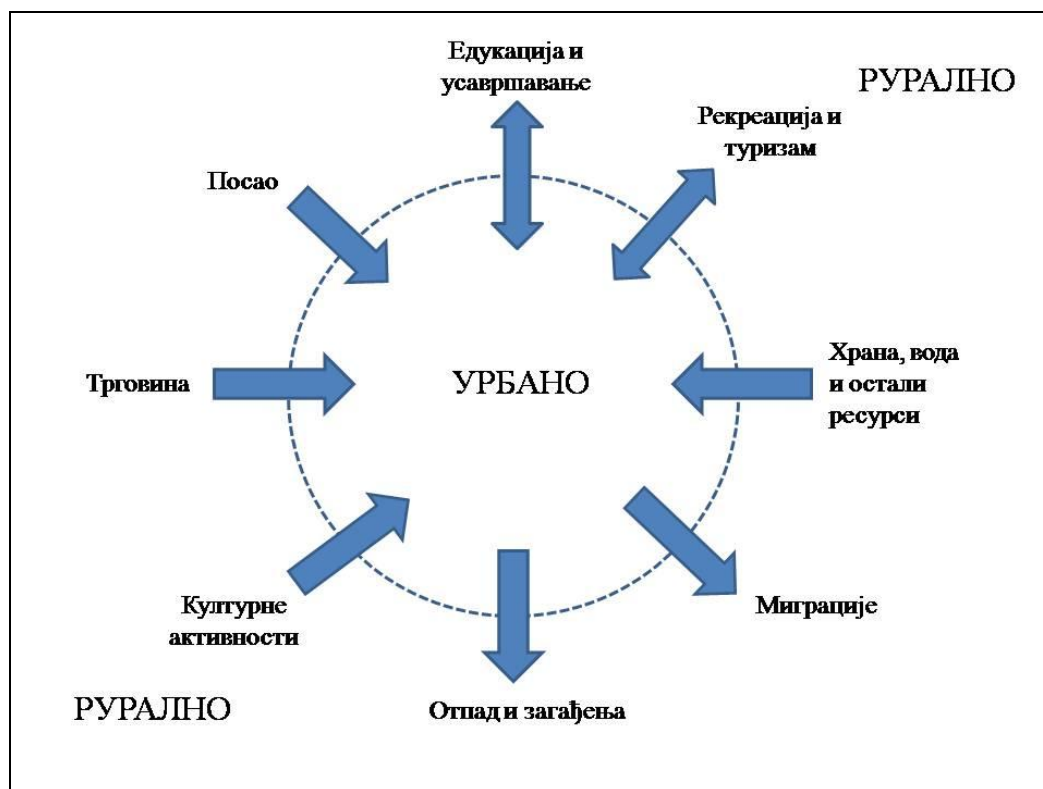 Едукација и
усавршавање
РУРАЛНО
Рекреација и
туризам
Посао
Трговина
УРБАНО
Храна, вода
и остали
ресурси
Културне
активности
Миграције
РУРАЛНО
Отпад и загађења